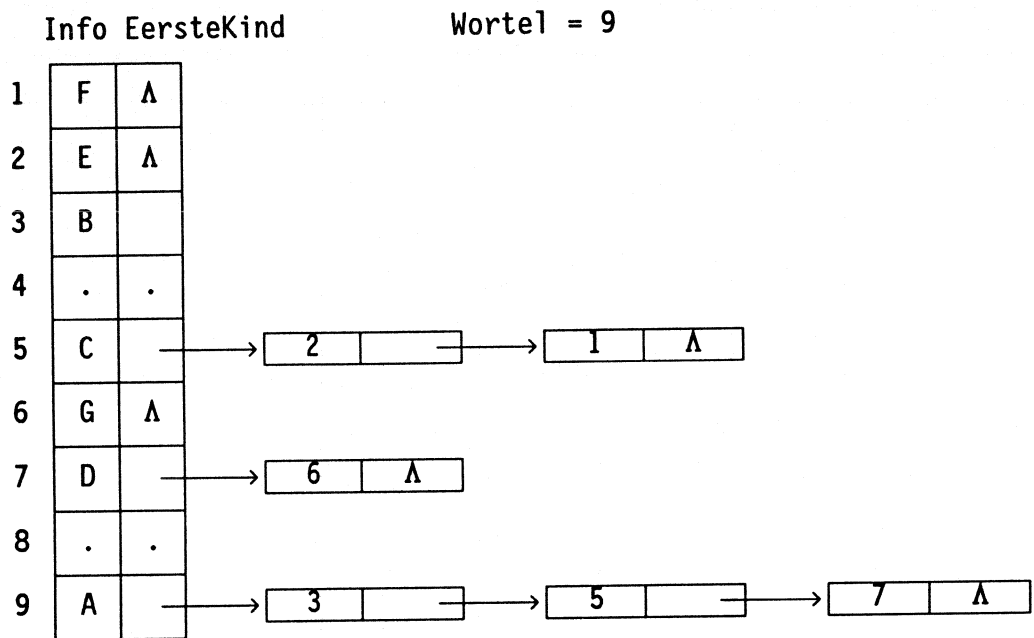 Info EersteKind Wortel = 9
1 F Λ
2 E Λ
3 B
4 . .
5 C 2 1 Λ
6 G Λ
7 D 6 Λ
8 . .
9 A 3 5 7 Λ